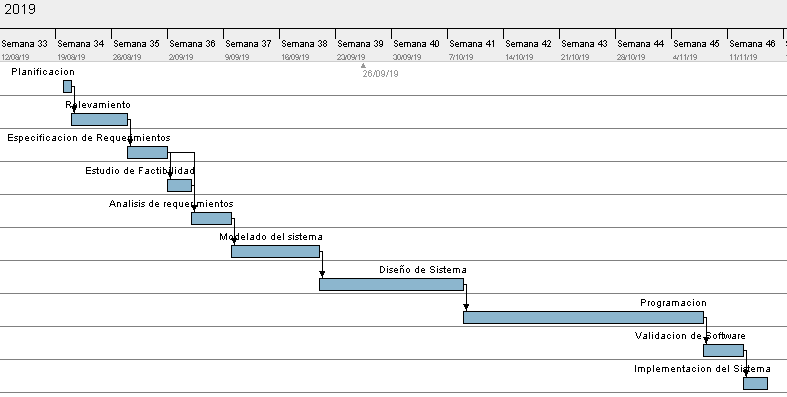 2019
Semana 33 Semana 34 Semana 35 Semana 36 Semana 37 Semana 38 Semana 39 Semana 40 Semana 41 Semana 42 Semana 43 Semana 44 Semana 45 Semana 46 S
12/08/19 19/08/19 26/08/19 2/09/19 9/09/19 16/09/19 23/09/19 30/09/19 7/10/19 14/10/19 21/10/19 28/10/19 4/11/19 11/11/19
26/09/19
Planificacion
Relevamiento
Especificacion de Requerimientos
Estudio de Factibilidad
Analisis de requerimientos
Modelado del sistema
Diseño de Sistema
Programacion
Validacion de Software
Implementacion del Sistema